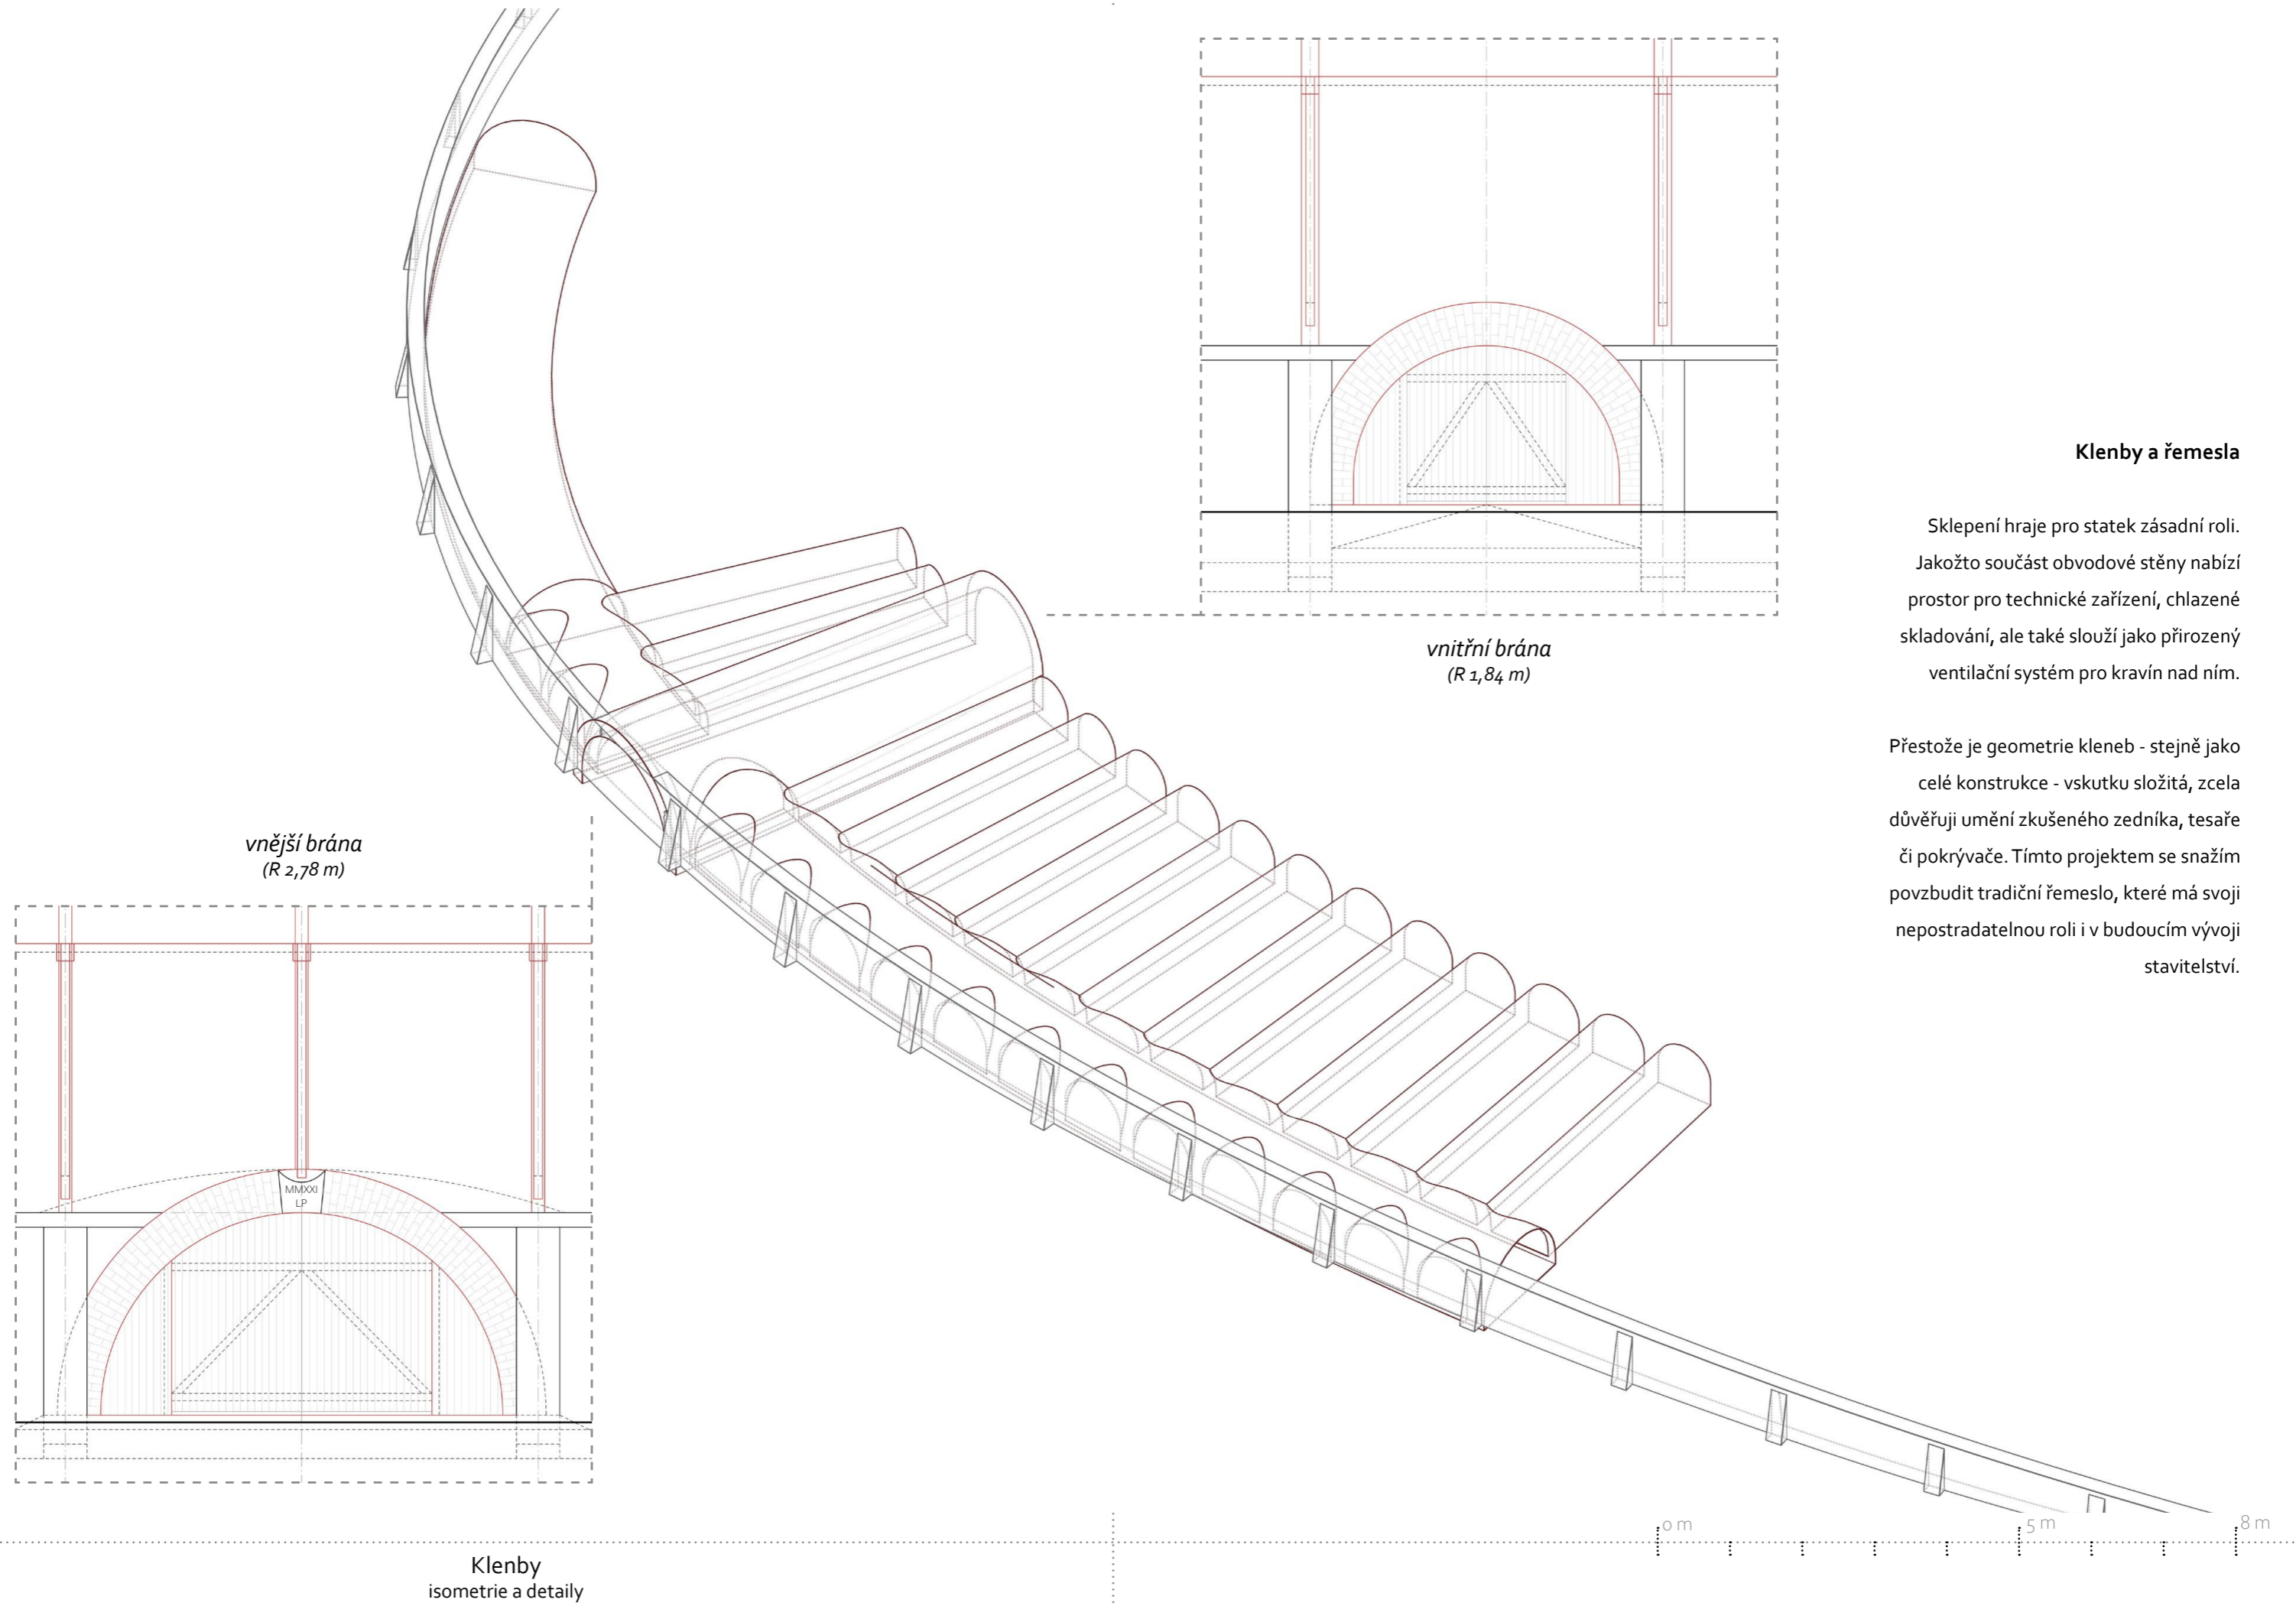 vnitřní brána
(R 1,84 m)
Klenby a řemesla
Sklepení hraje pro statek zásadní roli.
Jakožto součást obvodové stěny nabízí
prostor pro technické zařízení, chlazené
skladování, ale také slouží jako přirozený
ventilační systém pro kravín nad ním.
Přestože je geometrie kleneb - stejně jako
celé konstrukce - vskutku složitá, zcela
důvěřuji umění zkušeného zedníka, tesaře
či pokrývače. Tímto projektem se snažím
povzbudit tradiční řemeslo, které má svoji
nepostradatelnou roli i v budoucím vývoji
stavitelství.
vnější brána
(R 2,78 m)
MMXXI
LP
0 m
5 m
8 m
Klenby
isometrie a detaily